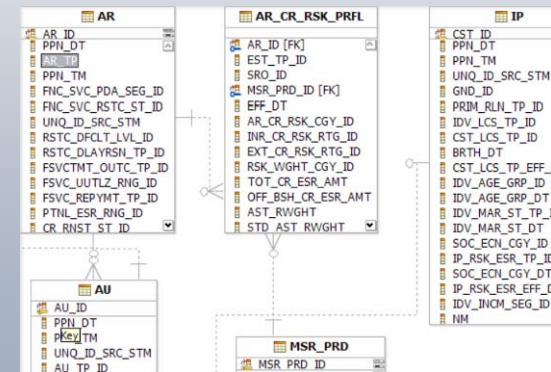 AR
AR_ID
PPN_DT
AR_TP
PPN_TM
FNC_SVC_PDA_SEG_ID
FNC_SVC_RSTC_ST_ID
UNQ_ID_SRC_STM
RSTC_DFCLT_LVL_ID
RSTC_DLAYRSN_TP_ID
FSVCTMT_OUTC_TP_ID
FSVC_UUTLZ_RNG_ID
FSVC_REPYMT_TP_ID
PTNL_ESR_RNG_ID
CR_RNST_ST_ID
AR_CR_RSK_PRFL
AR_ID [FK]
EST_TP_ID
SRO_ID
MSR_PRD_ID [FK]
EFF_DT
AR_CR_RSK_CGY_ID
INR_CR_RSK_RTG_ID
EXT_CR_RSK_RTG_ID
RSK_WGHT_CGY_ID
TOT_CR_ESR_AMT
OFF_BSH_CR_ESR_AMT
AST_RWGHT
STD_AST_RWGHT
IP
CST_ID
PPN_DT
PPN_TM
UNQ_ID_SRC_STM
GND_ID
PRIM_RLN_TP_ID
IDV_LCS_TP_ID
CST_LCS_TP_ID
BRTH_DT
CST_LCS_TP_EFF_
IDV_AGE_GRP_ID
IDV_AGE_GRP_DT
IDV_MAR_ST_TP_I
IDV_MAR_ST_DT
SOC_ECN_CGY_ID
IP_RSK_ESR_TP_ID
SOC_ECN_CGY_DT
IP_RSK_ESR_EFF_D
IDV_INCM_SEG_ID
NM
AU
AU_ID
PPN_DT
P Key TM
UNQ_ID_SRC_STM
AU_TP_ID
MSR_PRD
MSR_PRD_ID